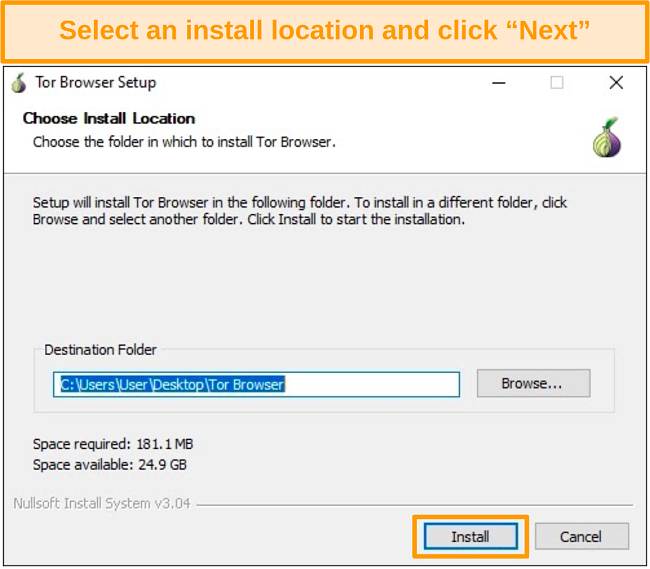 Select an install location and click “Next”
Tor Browser Setup
Choose Install Location
Choose the folder in which to install Tor Browser.
Setup will install Tor Browser in the following folder. To install in a different folder, click
Browse and select another folder. Click Install to start the installation.
Destination Folder
C:\Users\User\Desktop\Tor Browser
Browse...
Space required: 181.1 MB
Space available: 24.9 GB
Nullsoft Install System v3.04
Install
Cancel